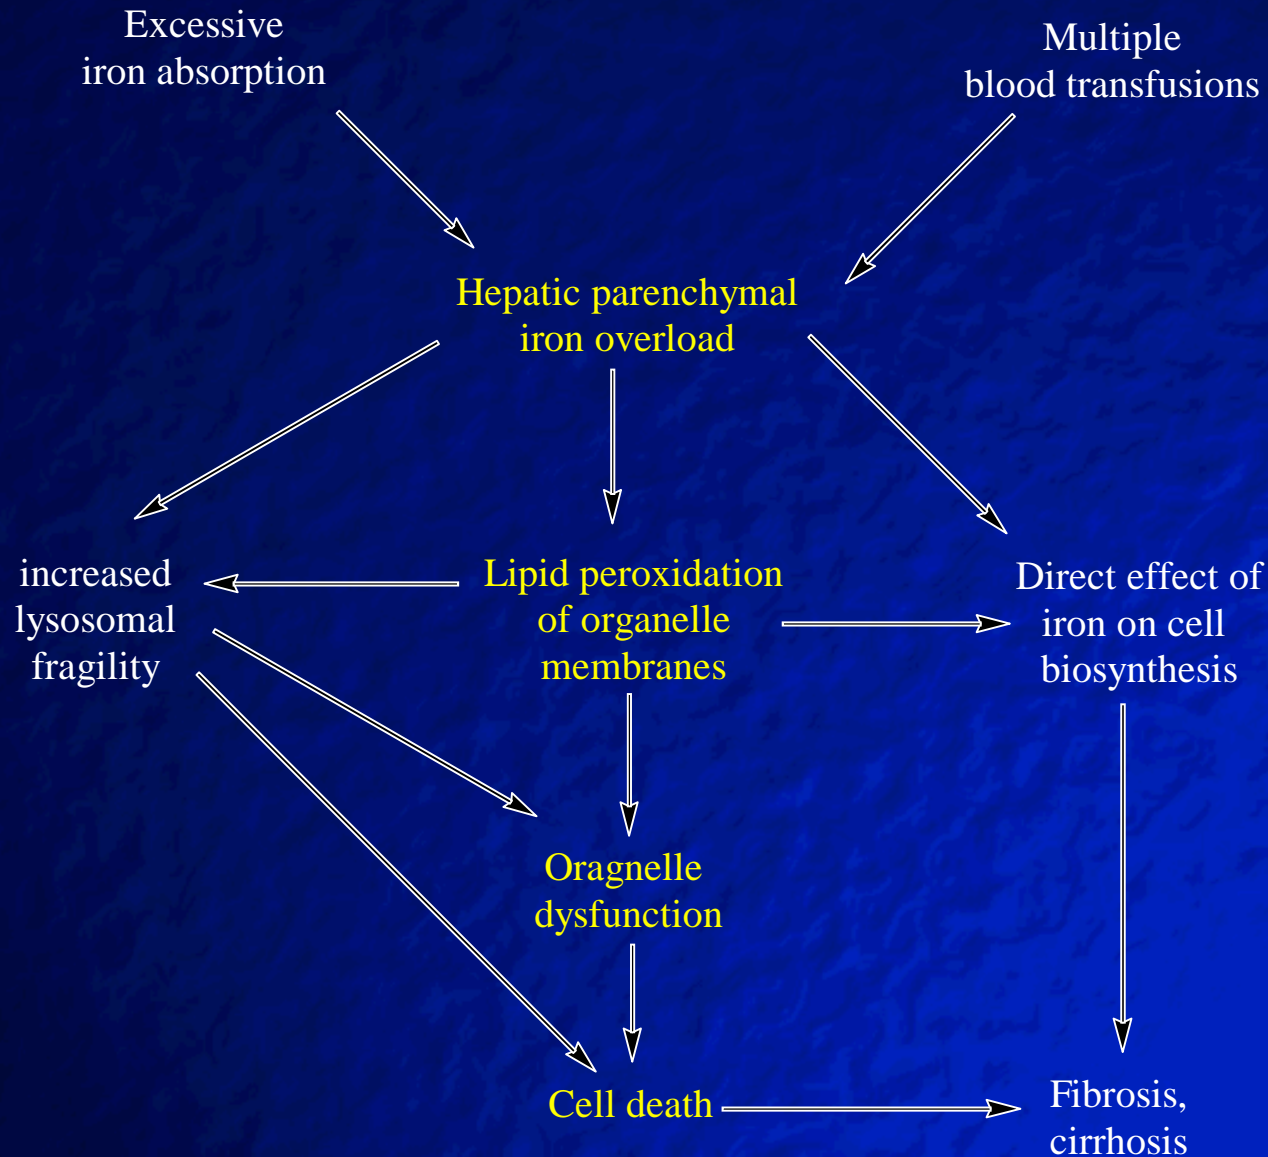 Excessive
iron absorption
Multiple
blood transfusions
Hepatic parenchymal
iron overload
increased
lysosomal
fragility
Lipid peroxidation
of organelle
membranes
Direct effect of
iron on cell
biosynthesis
Oragnelle
dysfunction
Cell death
Fibrosis,
cirrhosis